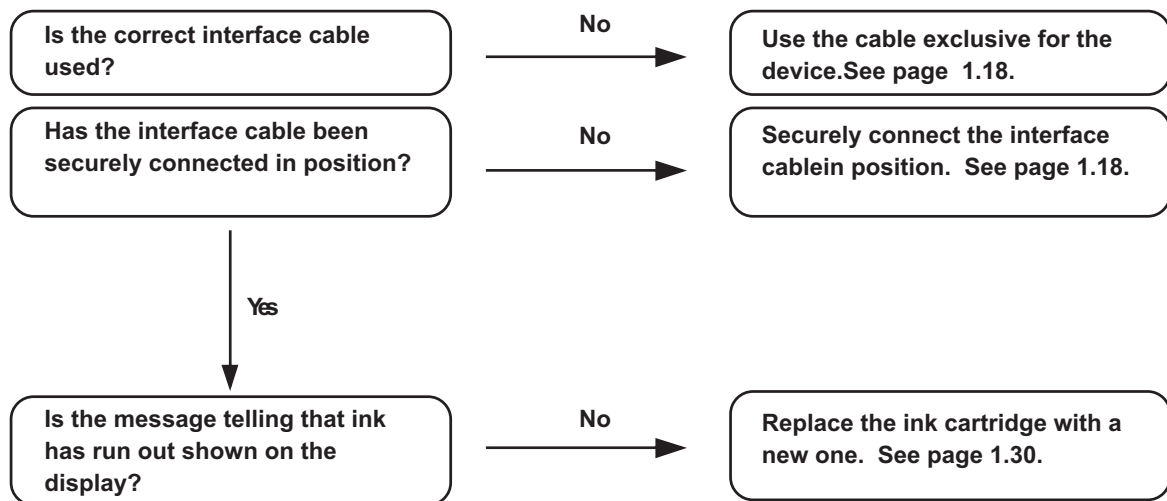 Is the correct interface cable
used?
No
Use the cable exclusive for the
device.See page 1.18.
Has the interface cable been
securely connected in position?
No
Securely connect the interface
cablein position. See page 1.18.
Yes
Is the message telling that ink
has run out shown on the
display?
No
Replace the ink cartridge with a
new one. See page 1.30.